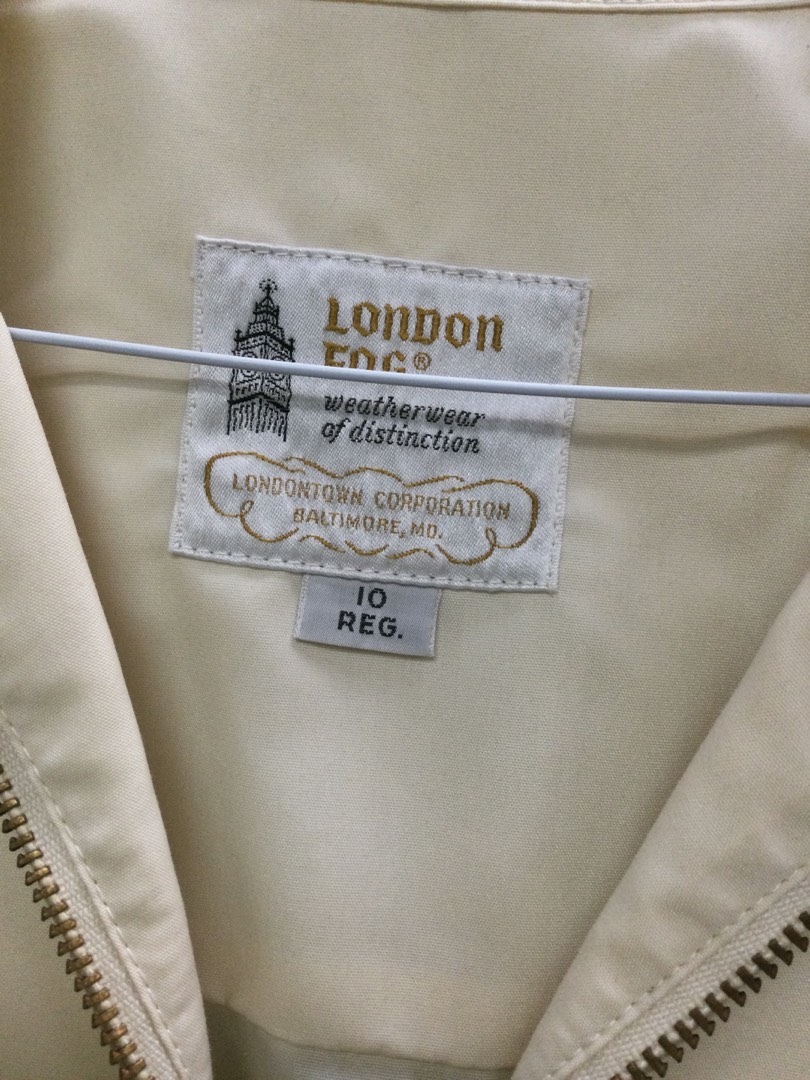 LONDON
FOG®
weatherwear
of distinction
LONDONTOWN CORPORATION
BALTIMORE, MD.
10
REG.